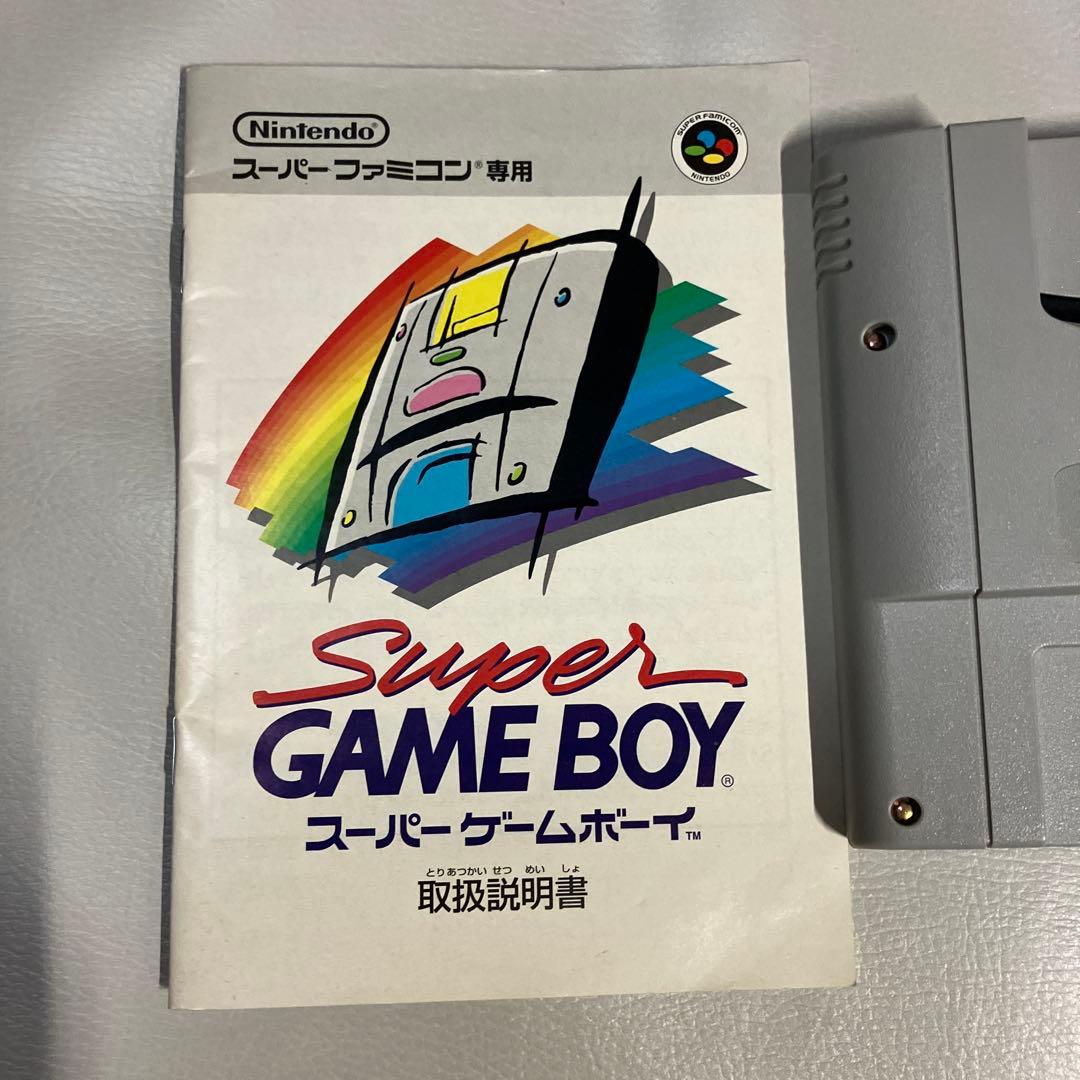 Nintendo®
スーパーファミコン®専用
SUPER FAMICOM
NINTENDO
Super
GAME BOY®
スーパーゲームボーイ™
とりあつかいせつめいしょ
取扱説明書